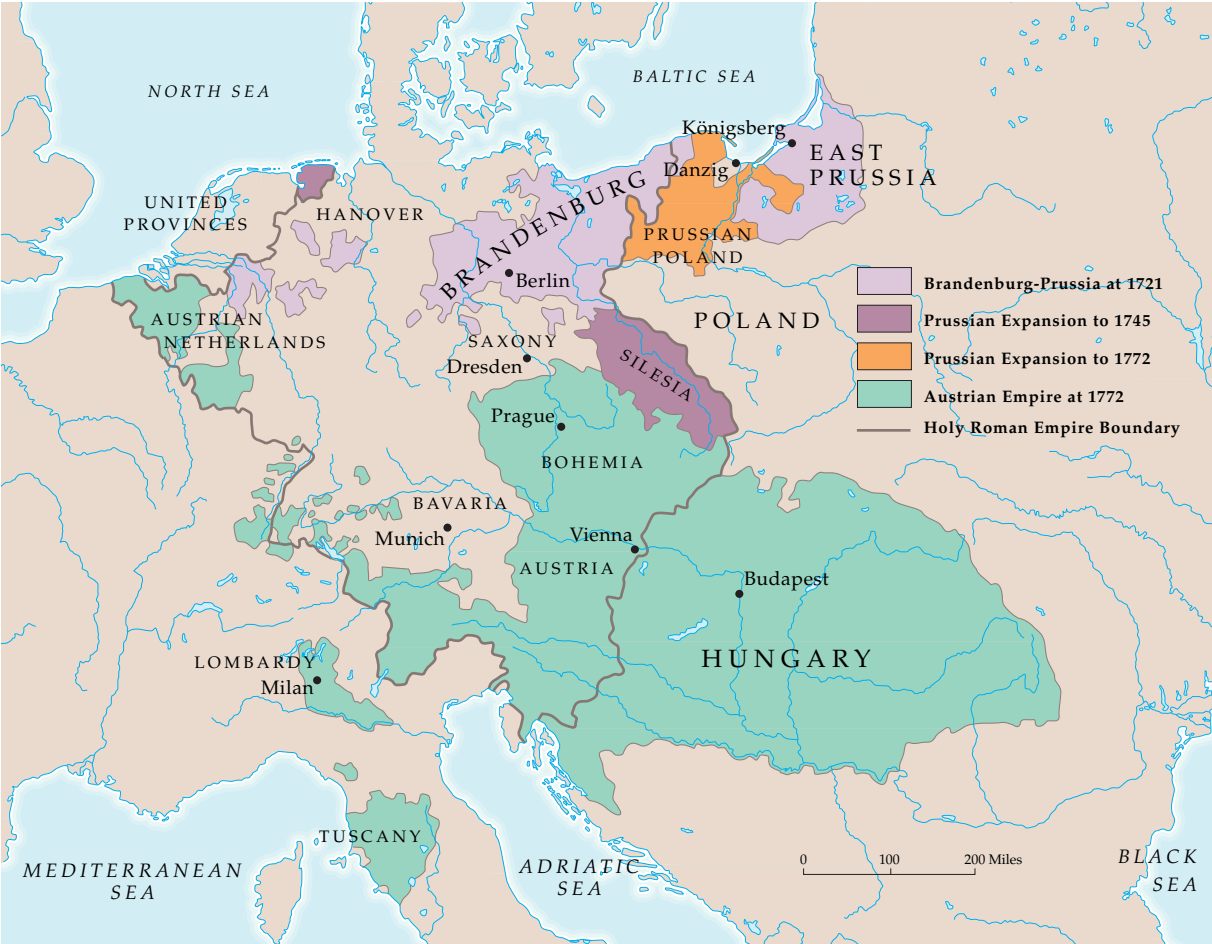 NORTH SEA
BALTIC SEA
Königsberg
EAST
PRUSSIA
Danzig
UNITED
PROVINCES
HANOVER
BRANDENBURG
PRUSSIAN
POLAND
Berlin
Brandenburg-Prussia at 1721
Prussian Expansion to 1745
Prussian Expansion to 1772
Austrian Empire at 1772
Holy Roman Empire Boundary
AUSTRIAN
NETHERLANDS
POLAND
SAXONY
Dresden
SILESIA
Prague
BOHEMIA
BAVARIA
Munich
Vienna
AUSTRIA
Budapest
HUNGARY
LOMBARDY
Milan
TUSCANY
MEDITERRANEAN
SEA
ADRIATIC
SEA
0 100 200 Miles
BLACK
SEA